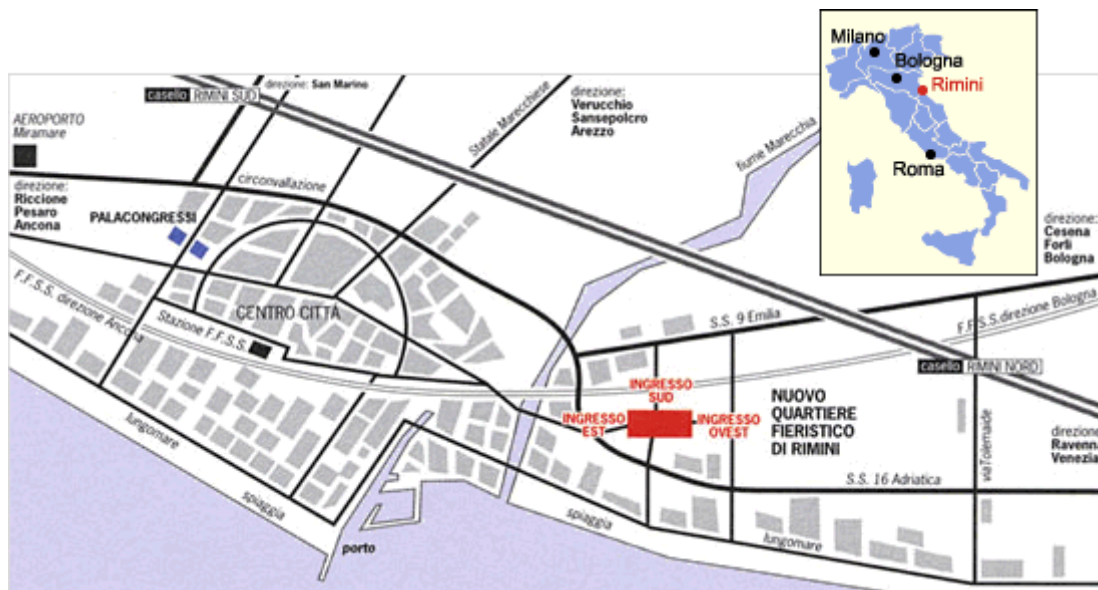 Milano
Bologna
Rimini
Roma
casello RIMINI SUD
direzione: San Marino
AEROPORTO
Miramare
Statale Marecchiese
direzione:
Verucchio
Sansepolcro
Arezzo
fiume Marecchia
circonvallazione
direzione:
Riccione
Pesaro
Ancona
PALACONGRESSI
direzione:
Cesena
Forlì
Bologna
F.F.S.S. direzione Ancona
CENTRO CITTÀ
Stazione F.F.S.S.
S.S. 9 Emilia
F.F.S.S. direzione Bologna
casello RIMINI NORD
INGRESSO
SUD
INGRESSO
EST
INGRESSO
OVEST
NUOVO
QUARTIERE
FIERISTICO
DI RIMINI
via Tolemaide
direzione
Ravenna
Venezia
lungomare
S.S. 16 Adriatica
spiaggia
spiaggia
lungomare
porto